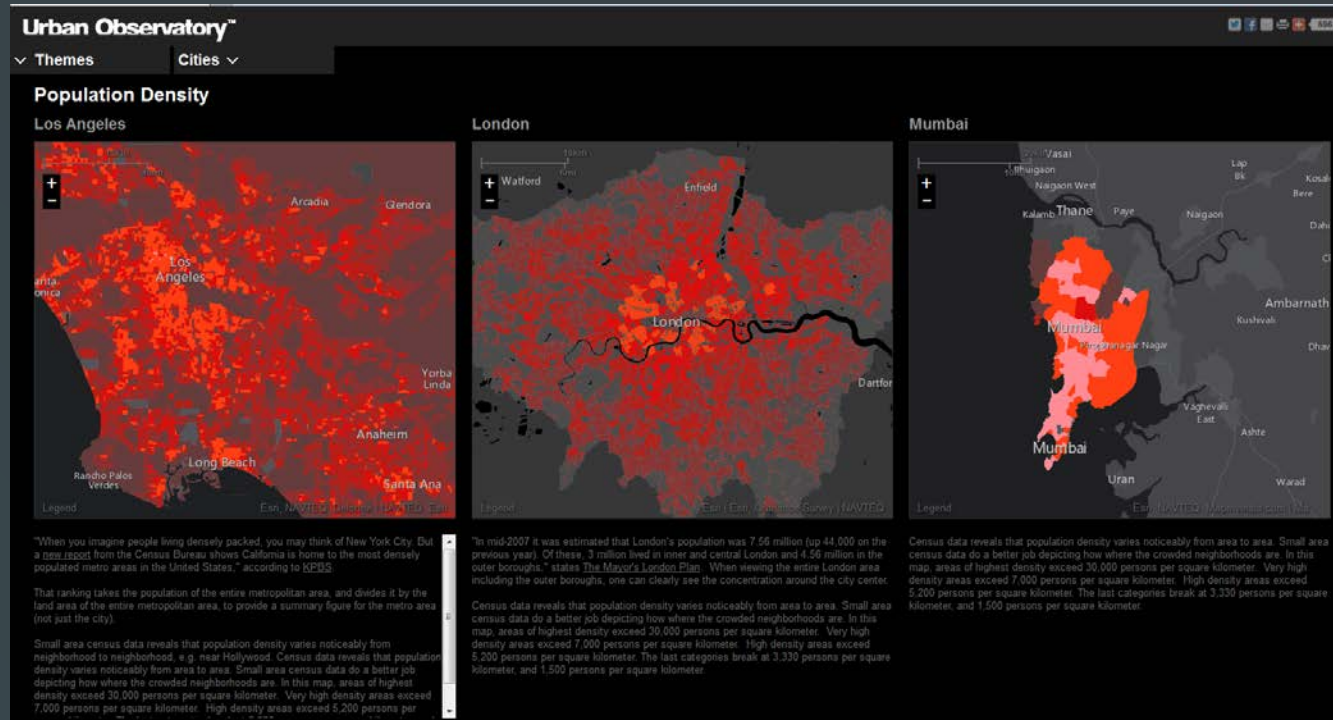 Urban Observatory™
Themes
Cities
Population Density
Los Angeles
Arcadia
Glendora
Los
Angeles
Yorba
Linda
Anaheim
Long Beach
Rancho Palos
Verdes
Santa Ana
Legend
"When you imagine people living densely packed, you may think of New York City. But
a new report from the Census Bureau shows California is home to the most densely
populated metro areas in the United States," according to KPBS.
That ranking takes the population of the entire metropolitan area, and divides it by the
land area of the entire metropolitan area, to provide a summary figure for the metro area
(not just the city).
Small area census data reveals that population density varies noticeably from
neighborhood to neighborhood, e.g. near Hollywood. Census data reveals that population
density varies noticeably from area to area. Small area census data do a better job
depicting how where the crowded neighborhoods are. In this map, areas of highest
density exceed 30,000 persons per square kilometer. Very high density areas exceed
7,000 persons per square kilometer. High density areas exceed 5,200 persons per
London
Watford
Enfield
London
Dartfor
Legend
"In mid-2007 it was estimated that London's population was 7.56 million (up 44,000 on the
previous year). Of these, 3 million lived in inner and central London and 4.56 million in the
outer boroughs," states The Mayor's London Plan. When viewing the entire London area
including the outer boroughs, one can clearly see the concentration around the city center.
Census data reveals that population density varies noticeably from area to area. Small area
census data do a better job depicting how where the crowded neighborhoods are. In this
map, areas of highest density exceed 30,000 persons per square kilometer. Very high
density areas exceed 7,000 persons per square kilometer. High density areas exceed
5,200 persons per square kilometer. The last categories break at 3,330 persons per square
kilometer, and 1,500 persons per square kilometer.
Mumbai
Vasai
Bhuigaon
Naigaon West
Kalamb
Thane
Paye
Naigaon
Lap
Bk
Kosal
Bere
Dah
Ambarnath
Rushivali
Dhav
Mumbai
Nagar
Vaghevali
East
Ashte
Mumbai
Uran
Warad
Legend
Census data reveals that population density varies noticeably from area to area. Small area
census data do a better job depicting how where the crowded neighborhoods are. In this
map, areas of highest density exceed 30,000 persons per square kilometer. Very high
density areas exceed 7,000 persons per square kilometer. High density areas exceed
5,200 persons per square kilometer. The last categories break at 3,330 persons per square
kilometer, and 1,500 persons per square kilometer.